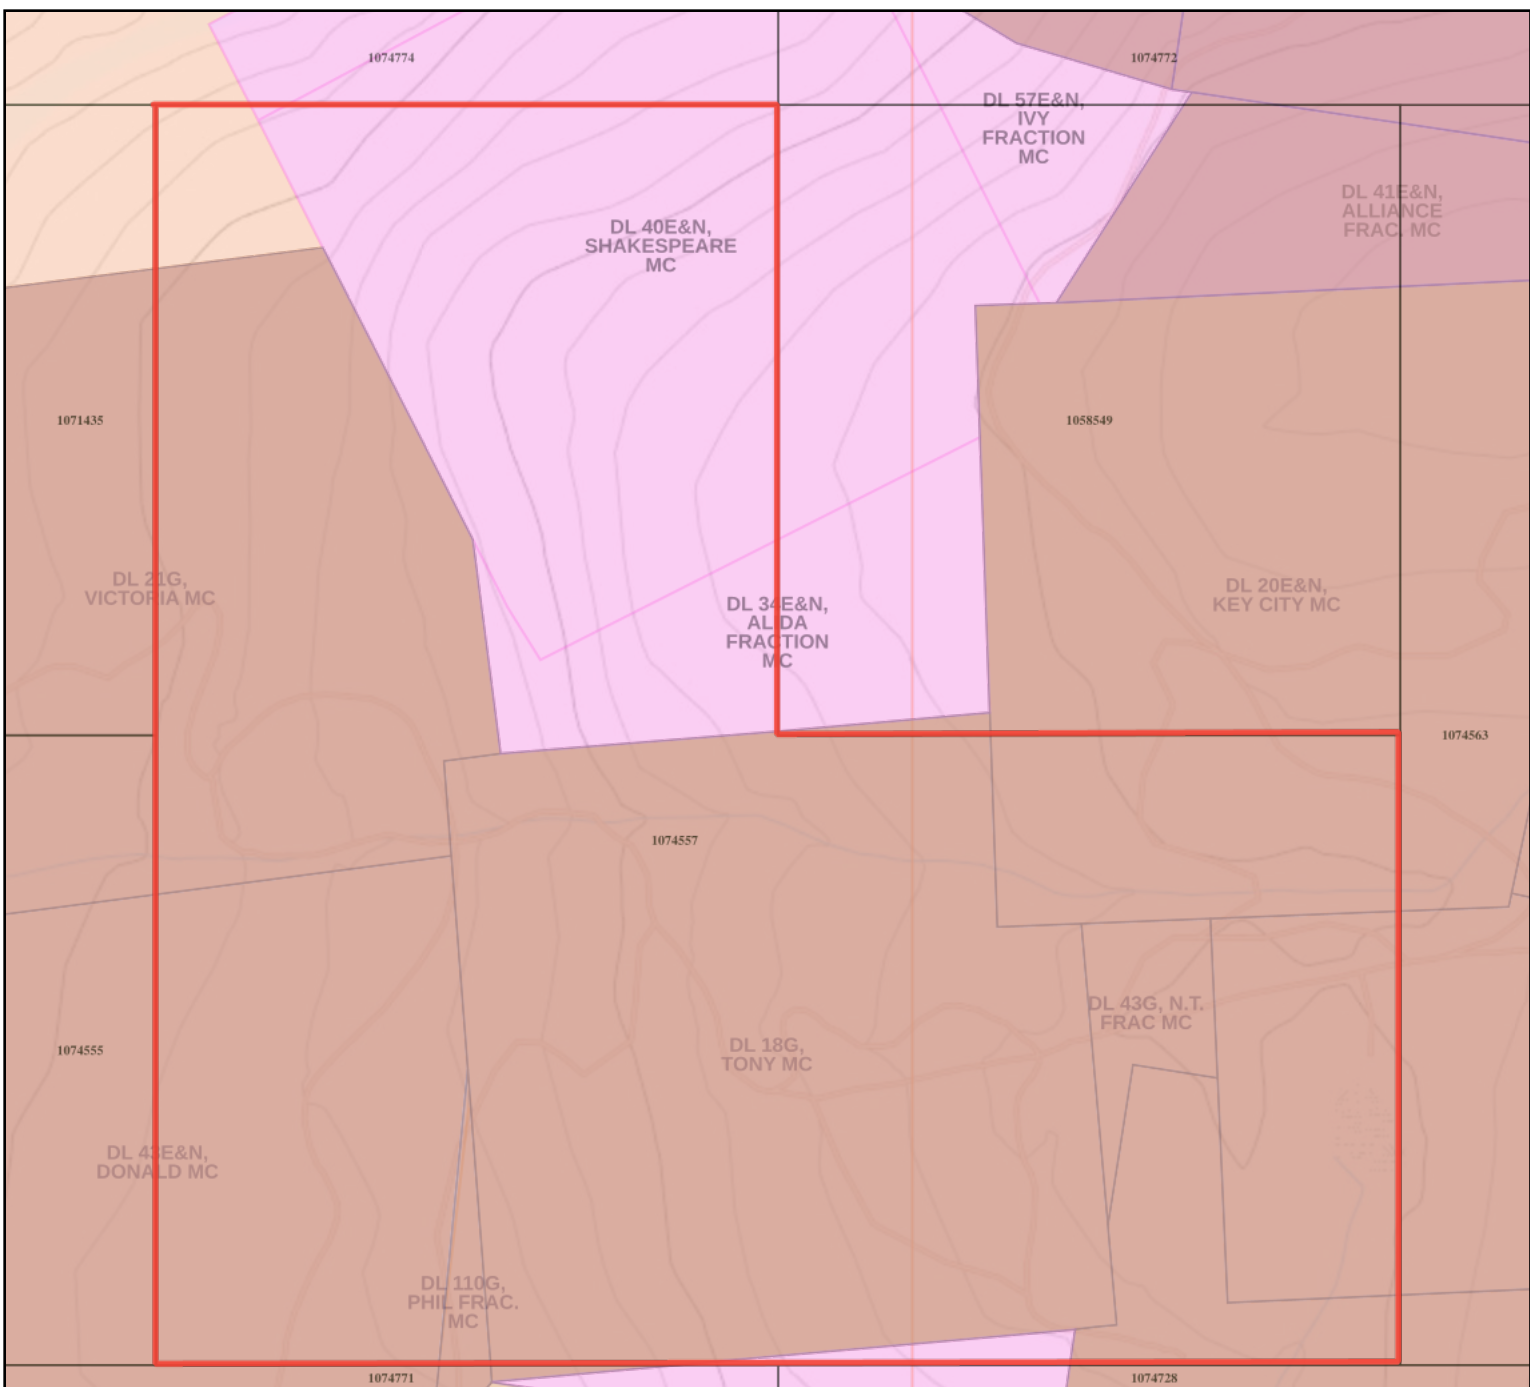 1074774
1074772
DL 57E&N,
IVY
FRACTION
MC
DL 41E&N,
ALLIANCE
FRAC. MC
DL 40E&N,
SHAKESPEARE
MC
1071435
1058549
DL 21G,
VICTORIA MC
DL 20E&N,
KEY CITY MC
DL 34E&N,
ALIDA
FRACTION
MC
1074563
1074557
DL 43G, N.T.
FRAC MC
1074555
DL 18G,
TONY MC
DL 43E&N,
DONALD MC
DL 110G,
PHIL FRAC.
MC
1074771
1074728